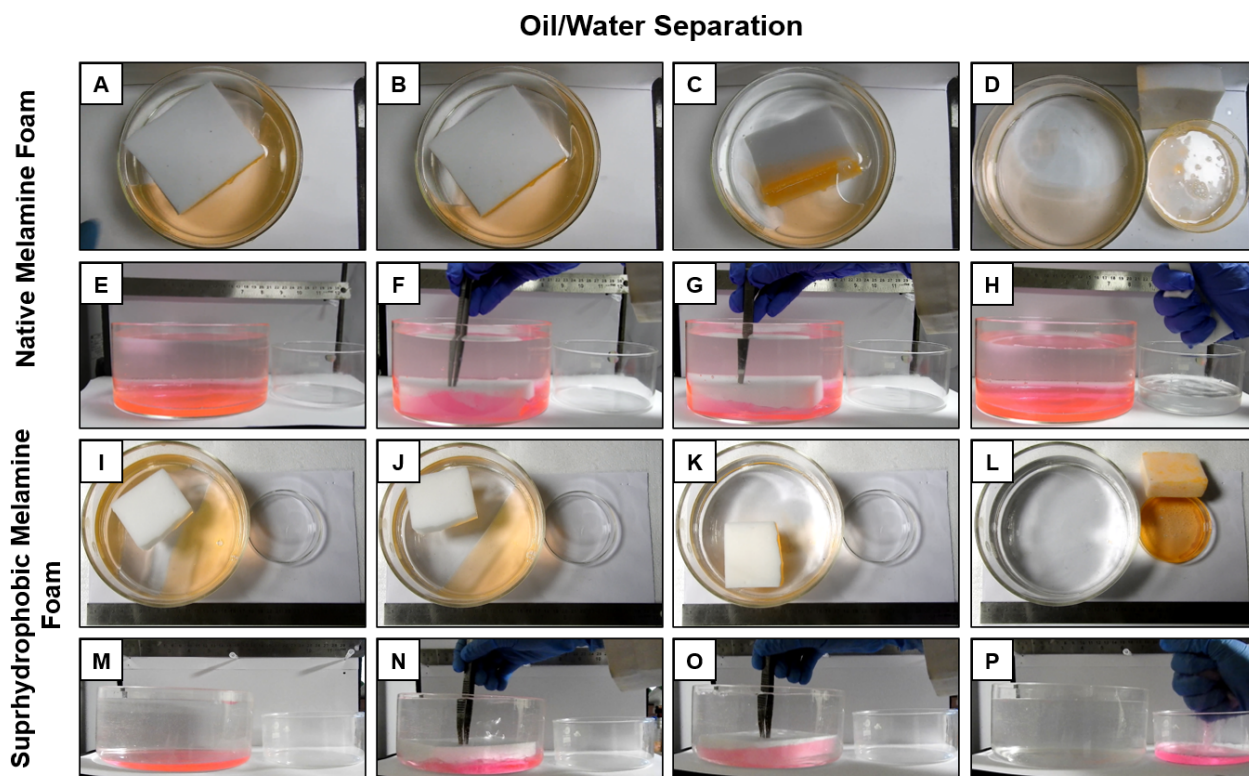 Oil/Water Separation
Native Melamine Foam
A
B
C
D
E
F
G
H
Suprhydrophobic Melamine
Foam
I
J
K
L
M
N
O
P